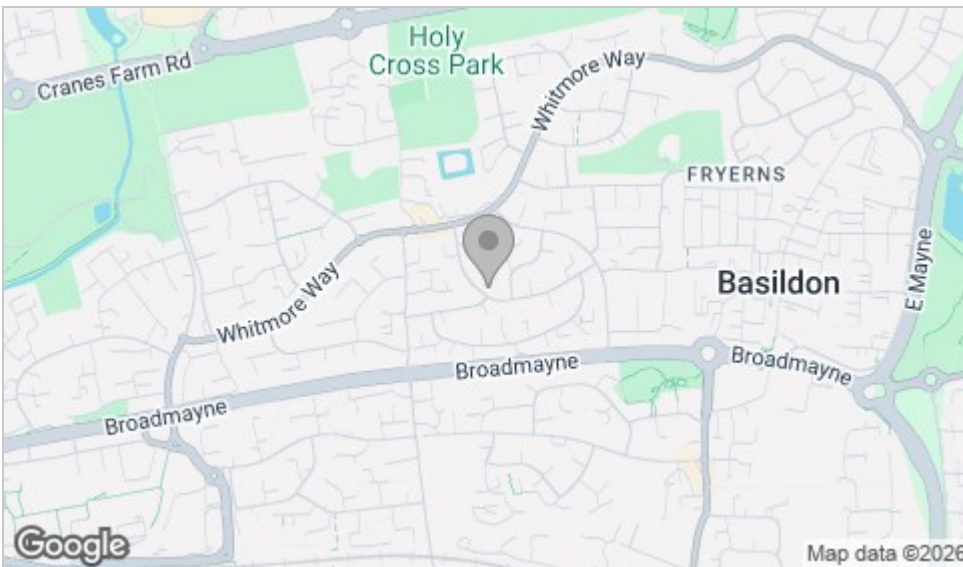 Holy
Cross Park
Cranes Farm Rd
Whitmore Way
FRYERNS
Basildon
E Mayne
Whitmore Way
Broadmayne
Broadmayne
Broadmayne
Google
Map data ©2026